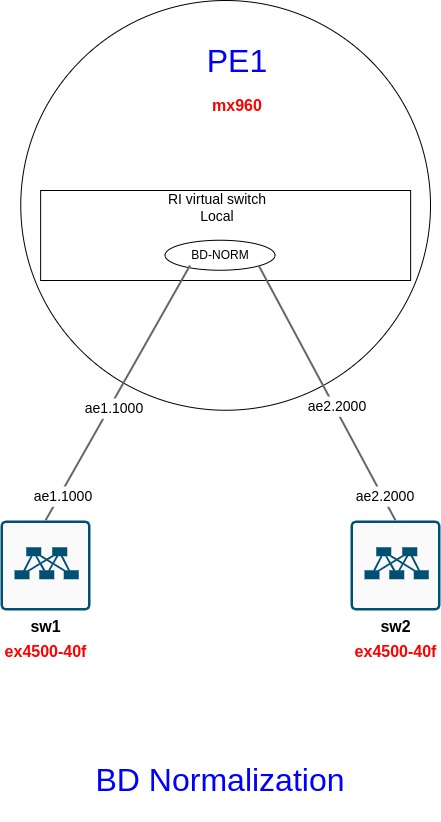 PE1
mx960
RI virtual switch
Local
BD-NORM
ae1.1000
ae2.2000
ae1.1000
ae2.2000
sw1
sw2
ex4500-40f
ex4500-40f
BD Normalization